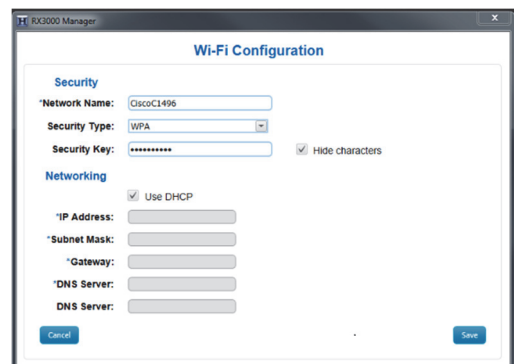 RX3000 Manager
x
Wi-Fi Configuration
Security
*Network Name: CiscoC1496
Security Type: WPA
Security Key: •••••••••• Hide characters
Networking
Use DHCP
*IP Address:
*Subnet Mask:
*Gateway:
*DNS Server:
DNS Server:
Cancel
Save